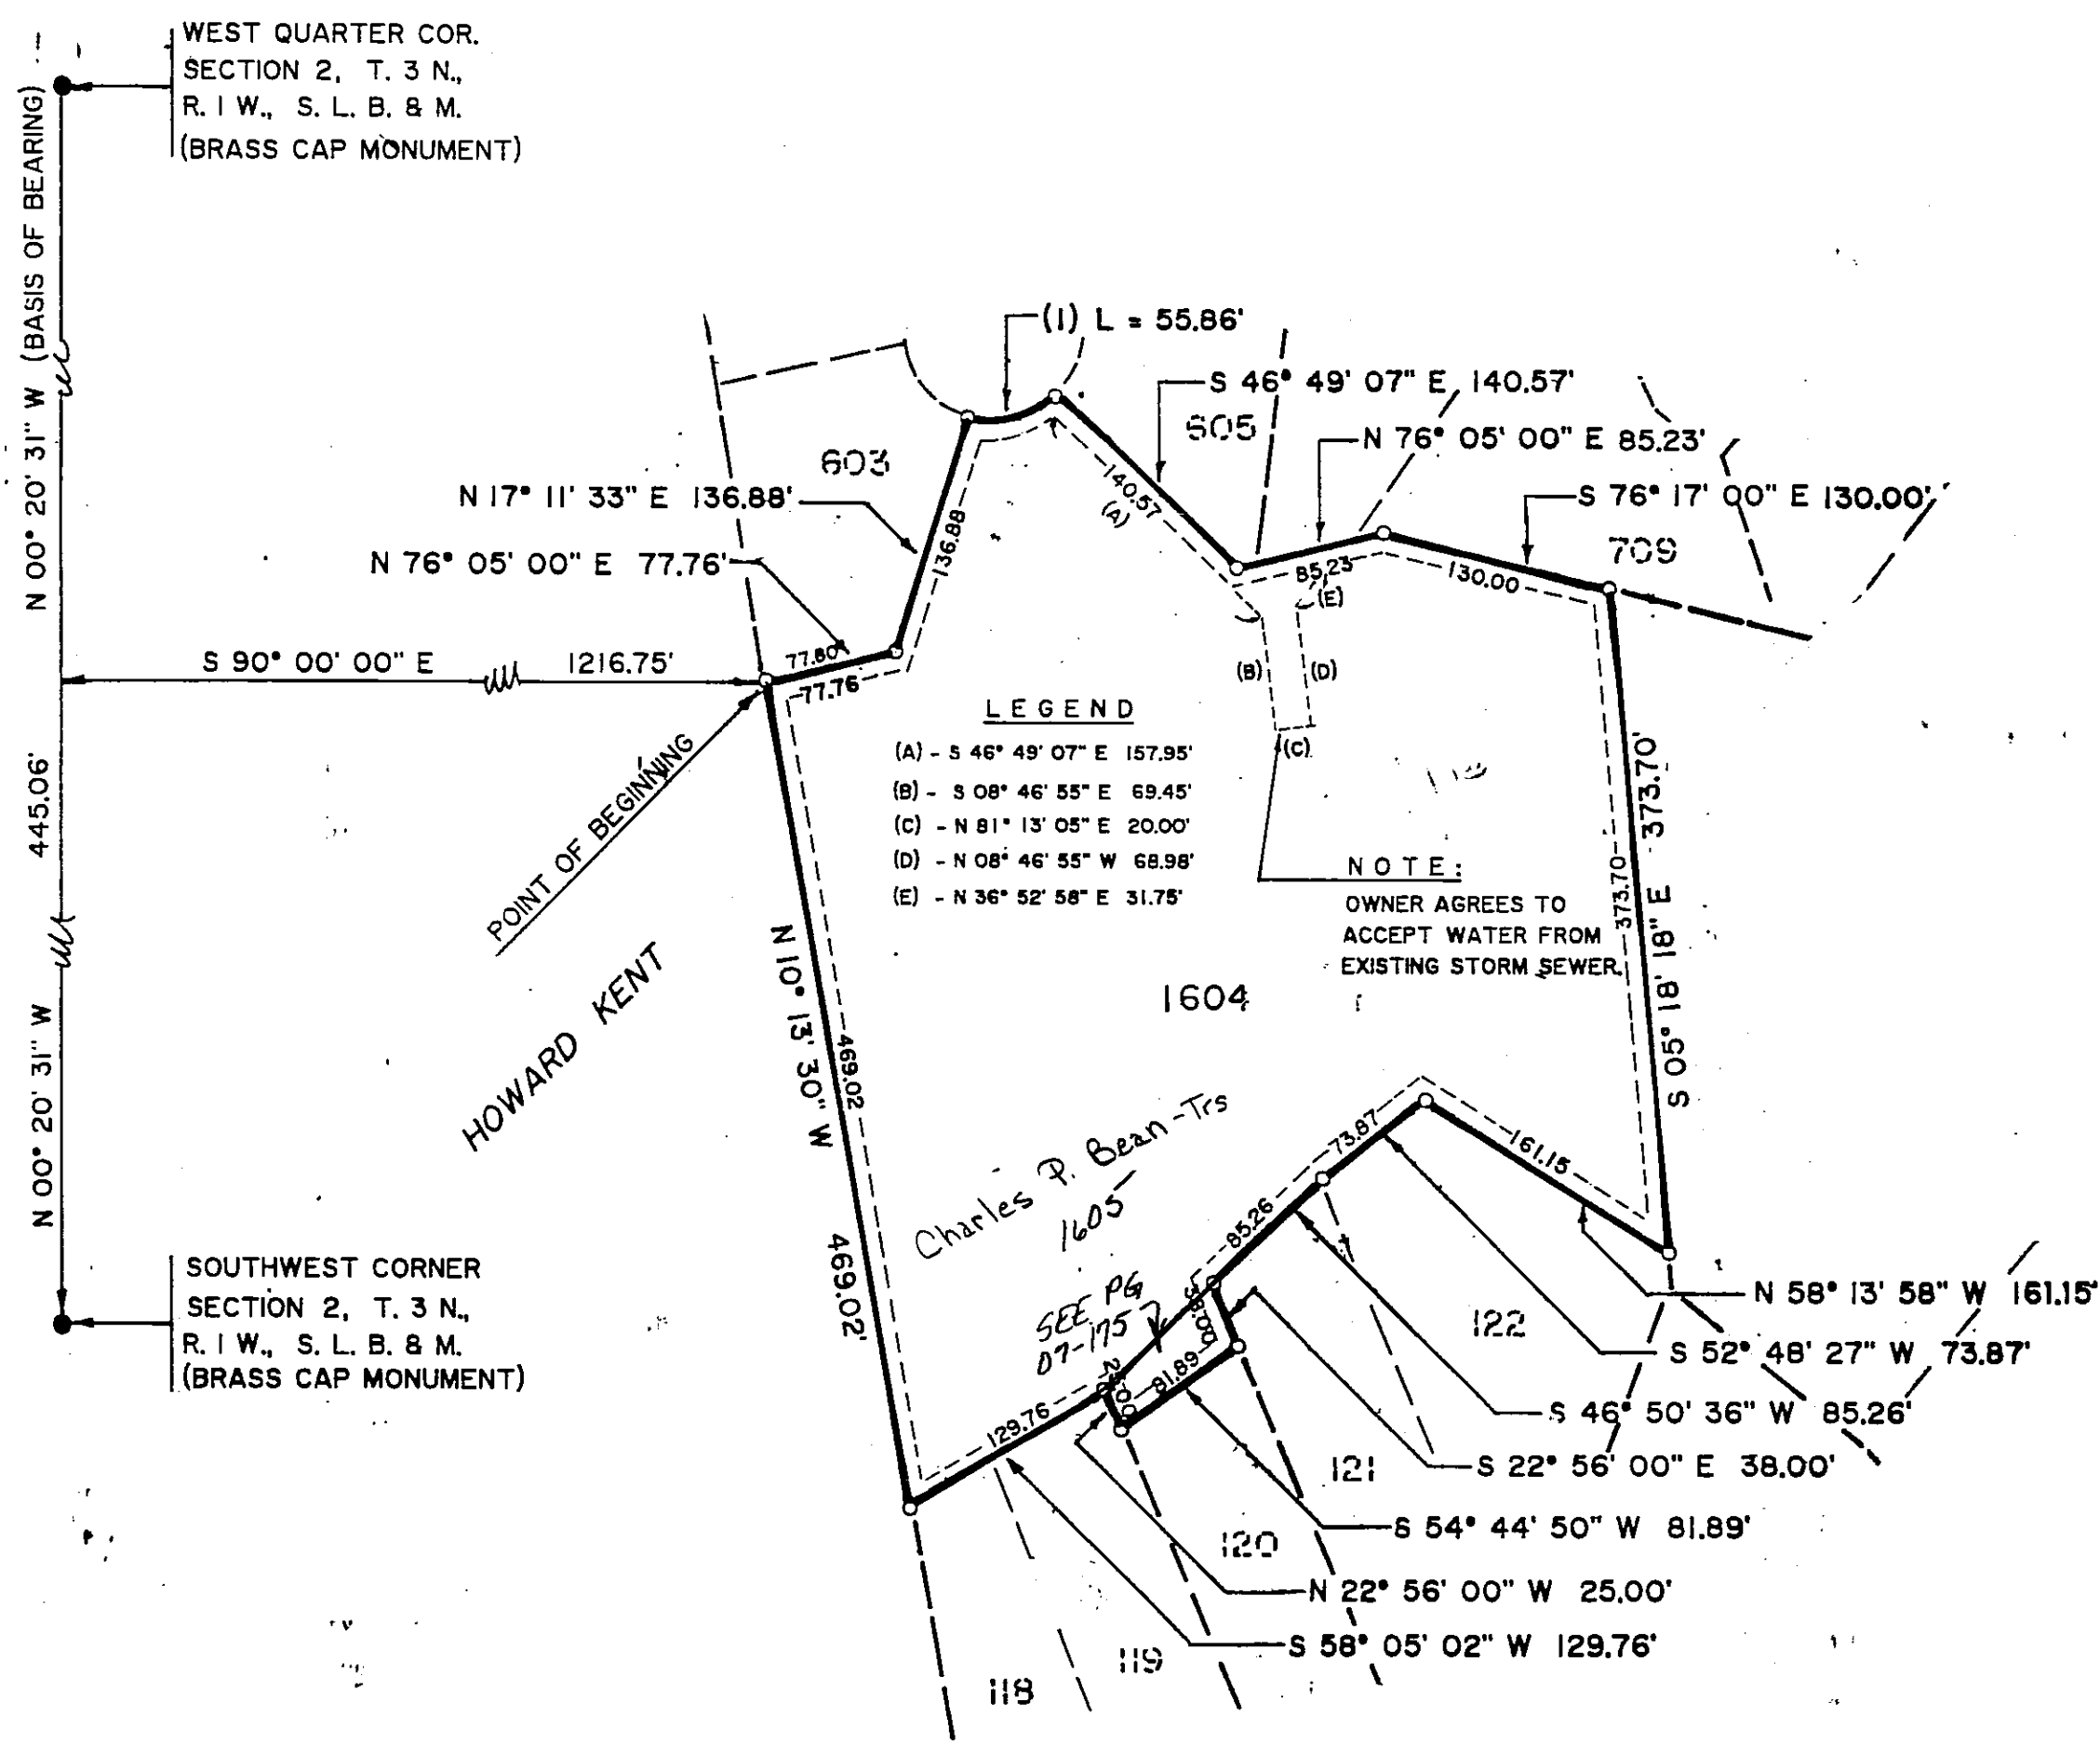 WEST QUARTER COR.
SECTION 2, T. 3 N.,
R. 1 W., S. L. B. & M.
(BRASS CAP MONUMENT)
N 00° 20' 31" W (BASIS OF BEARING)
(1) L = 55.86'
S 46° 49' 07" E 140.57'
605
N 76° 05' 00" E 85.23'
603
N 17° 11' 33" E 136.88'
S 76° 17' 00" E 130.00'
709
N 76° 05' 00" E 77.76'
136.88
140.57
(A)
85.23
(E)
130.00
S 90° 00' 00" E 1216.75'
77.80
77.76
(B)
(D)
(C)
LEGEND
(A) - S 46° 49' 07" E 157.95'
(B) - S 08° 46' 55" E 69.45'
(C) - N 81° 13' 05" E 20.00'
(D) - N 08° 46' 55" W 68.98'
(E) - N 36° 52' 58" E 31.75'
POINT OF BEGINNING
445.06'
NOTE:
OWNER AGREES TO
ACCEPT WATER FROM
EXISTING STORM SEWER.
373.70
S 05° 18' 18" E 373.70'
HOWARD KENT
N 10° 13' 30" W
469.02
469.02'
1604
N 00° 20' 31" W
Charles P. Bean-Trs
1605
73.87
161.15
85.26
SEE PG
07-175
38.00
81.89
25.00
129.76
SOUTHWEST CORNER
SECTION 2, T. 3 N.,
R. 1 W., S. L. B. & M.
(BRASS CAP MONUMENT)
N 58° 13' 58" W 161.15'
122
S 52° 48' 27" W 73.87'
S 46° 50' 36" W 85.26'
121
S 22° 56' 00" E 38.00'
S 54° 44' 50" W 81.89'
120
N 22° 56' 00" W 25.00'
S 58° 05' 02" W 129.76'
119
118